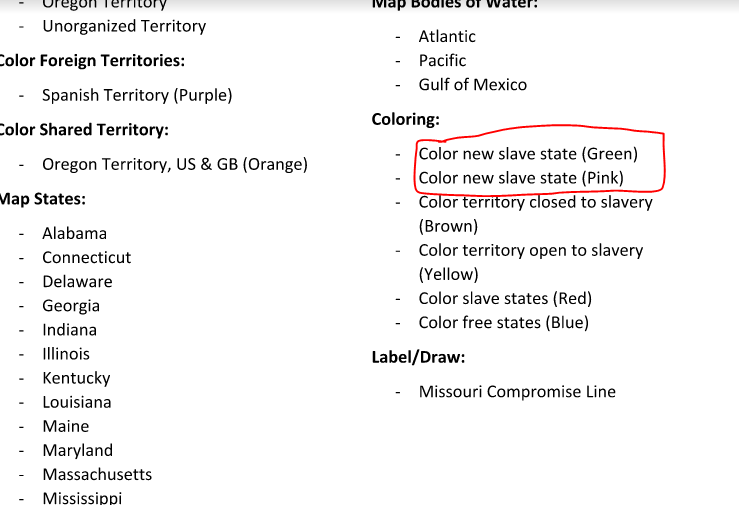 Oregon Territory
- Unorganized Territory
Color Foreign Territories:
- Spanish Territory (Purple)
Color Shared Territory:
- Oregon Territory, US & GB (Orange)
Map States:
- Alabama
- Connecticut
- Delaware
- Georgia
- Indiana
- Illinois
- Kentucky
- Louisiana
- Maine
- Maryland
- Massachusetts
- Mississippi
Map Bodies of Water:
- Atlantic
- Pacific
- Gulf of Mexico
Coloring:
- Color new slave state (Green)
- Color new slave state (Pink)
- Color territory closed to slavery
(Brown)
- Color territory open to slavery
(Yellow)
- Color slave states (Red)
- Color free states (Blue)
Label/Draw:
- Missouri Compromise Line